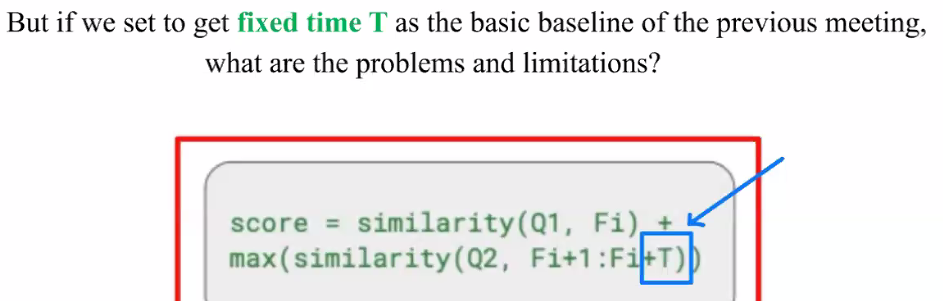 But if we set to get fixed time T as the basic baseline of the previous meeting,
what are the problems and limitations?
score = similarity(Q1, Fi) +
max(similarity(Q2, Fi+1:Fi+T))